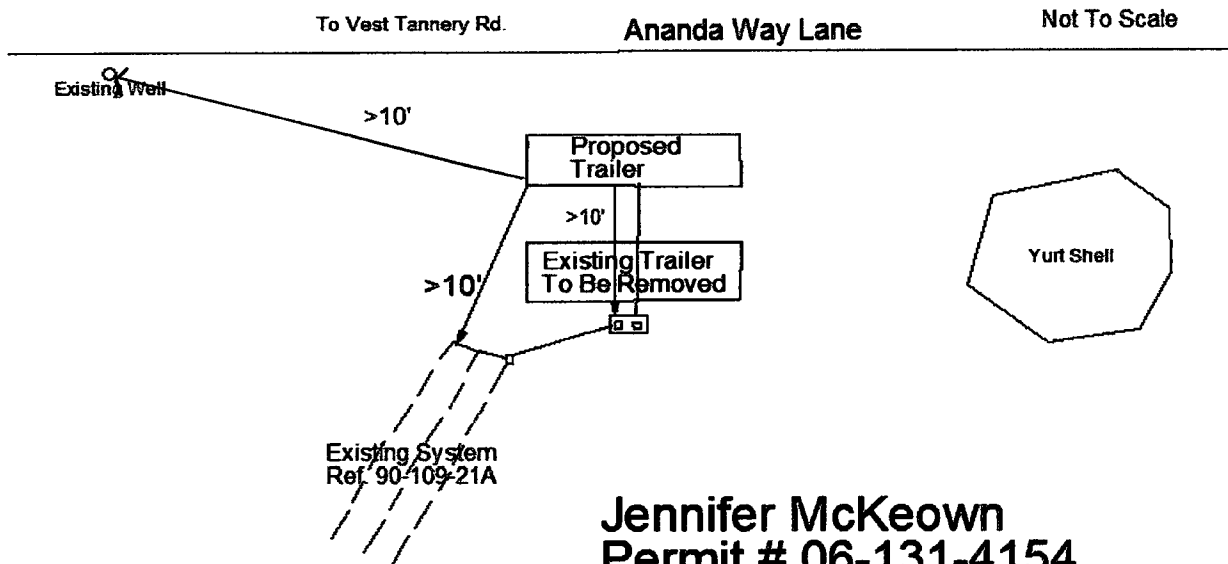 To Vest Tannery Rd.
Ananda Way Lane
Not To Scale
Existing Well
>10'
Proposed
Trailer
>10'
Existing Trailer
To Be Removed
>10'
Yurt Shell
Existing System
Ref. 90-109-21A
Jennifer McKeown
Permit # 06-131-4154